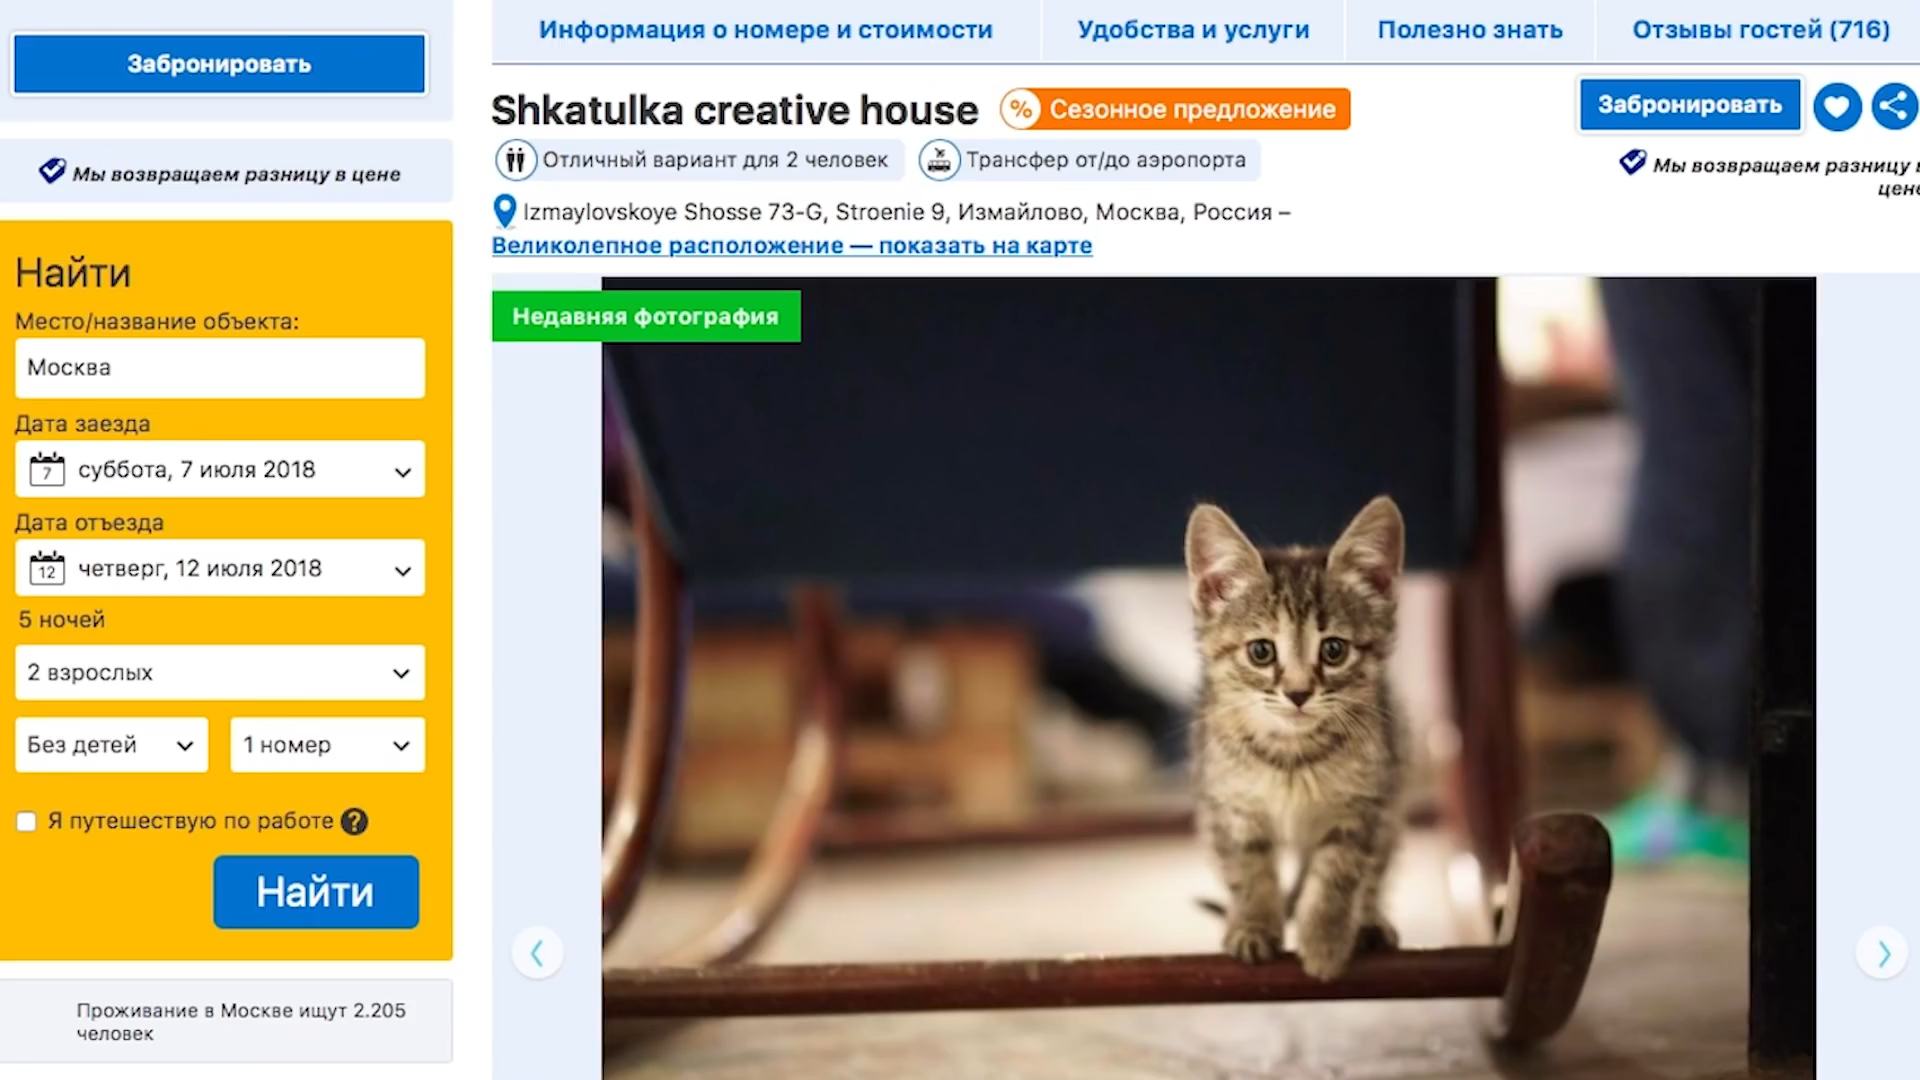 Забронировать
Мы возвращаем разницу в цене
Найти
Место/название объекта:
Москва
Дата заезда
7 суббота, 7 июля 2018
Дата отъезда
12 четверг, 12 июля 2018
5 ночей
2 взрослых
Без детей 1 номер
Я путешествую по работе ?
Найти
Проживание в Москве ищут 2.205
человек
Информация о номере и стоимости Удобства и услуги Полезно знать Отзывы гостей (716)
Shkatulka creative house % Сезонное предложение Забронировать
Отличный вариант для 2 человек Трансфер от/до аэропорта
Мы возвращаем разницу в
цене
Izmaylovskoye Shosse 73-G, Stroenie 9, Измайлово, Москва, Россия –
Великолепное расположение — показать на карте
Недавняя фотография